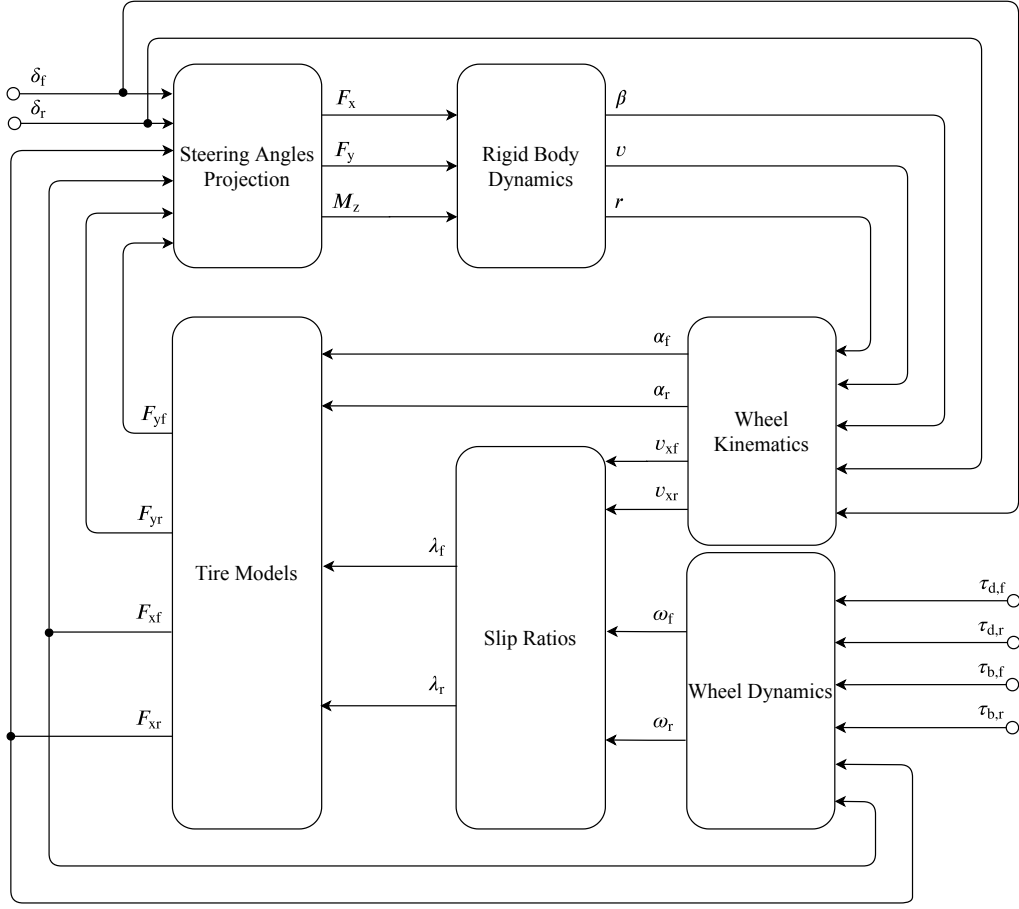 δf
δr
Steering Angles
Projection
Fx
Fy
Mz
Rigid Body
Dynamics
β
v
r
αf
αr
vxf
vxr
Wheel
Kinematics
Fyf
Fyr
Fxf
Fxr
Tire Models
λf
λr
Slip Ratios
ωf
ωr
Wheel Dynamics
τd,f
τd,r
τb,f
τb,r